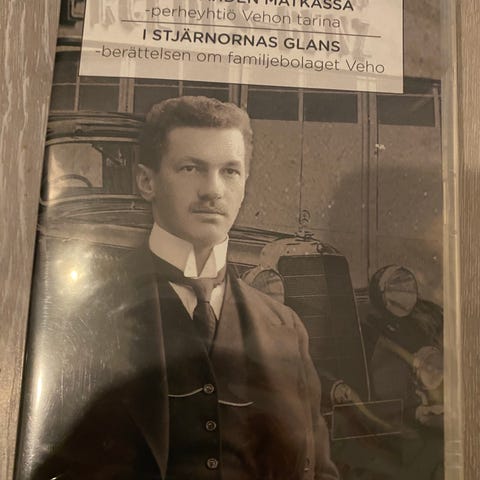 MATKASSA
-perheyhtiö Vehon tarina
I STJÄRNORNAS GLANS
-berättelsen om familjebolaget Veho